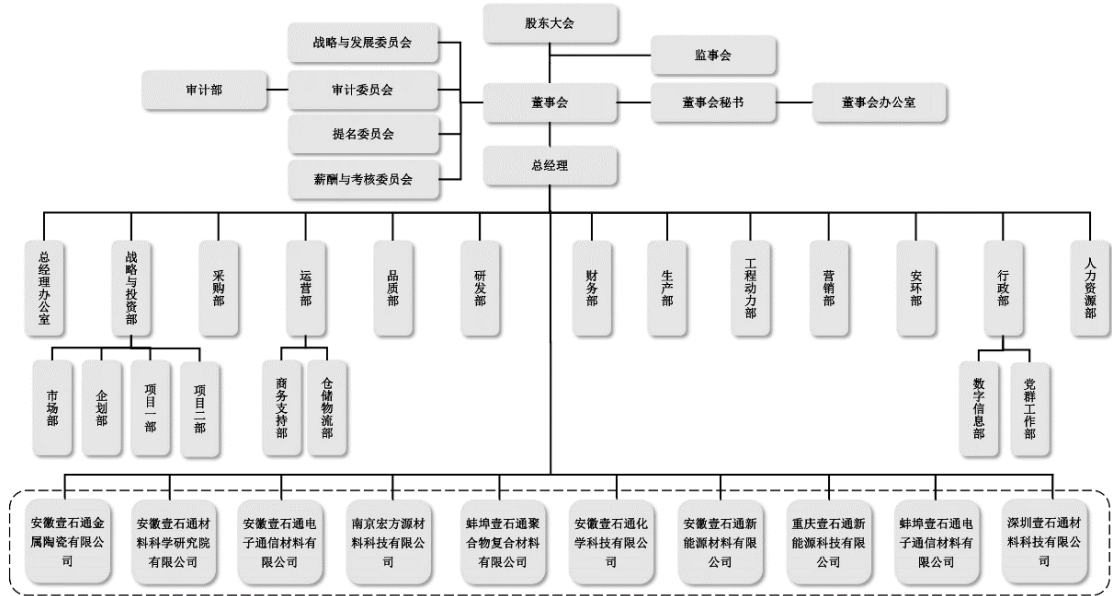 股东大会
战略与发展委员会
监事会
审计部
审计委员会
董事会
董事会秘书
董事会办公室
提名委员会
总经理
薪酬与考核委员会
总经理办公室
战略与投资部
采购部
运营部
品质部
研发部
财务部
生产部
工程动力部
营销部
安环部
行政部
人力资源部
市场部
企划部
项目一部
项目二部
商务支持部
仓储物流部
数字信息部
党群工作部
安徽壹石通金
属陶瓷有限公
司
安徽壹石通材
料科学研究院
有限公司
安徽壹石通电
子通信材料有
限公司
南京宏方源材
料科技有限公
司
蚌埠壹石通聚
合物复合材料
有限公司
安徽壹石通化
学科技有限公
司
安徽壹石通新
能源材料有限
公司
重庆壹石通新
能源科技有限
公司
蚌埠壹石通电
子通信材料有
限公司
深圳壹石通材
料科技有限公
司